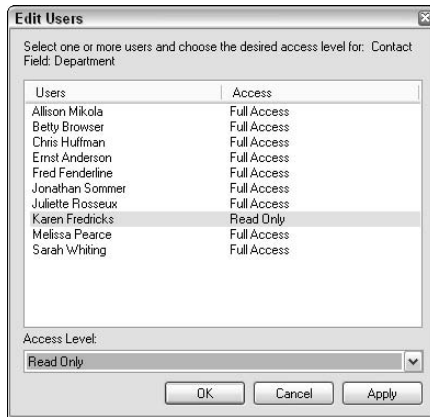 Edit Users
Select one or more users and choose the desired access level for: Contact
Field: Department
Users Access
Allison Mikola Full Access
Betty Browser Full Access
Chris Huffman Full Access
Ernst Anderson Full Access
Fred Fenderline Full Access
Jonathan Sommer Full Access
Juliette Rosseux Full Access
Karen Fredricks Read Only
Melissa Pearce Full Access
Sarah Whiting Full Access
Access Level:
Read Only
OK Cancel Apply